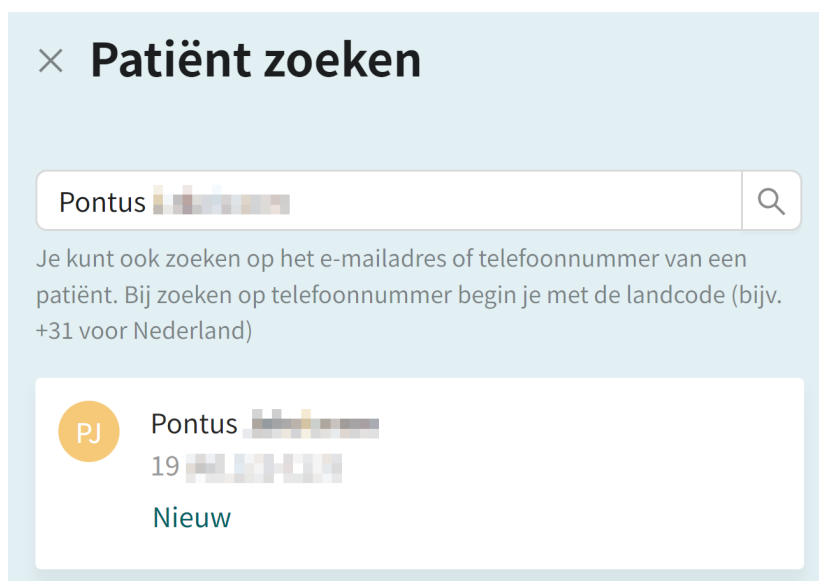 Patiënt zoeken
Pontus
Je kunt ook zoeken op het e-mailadres of telefoonnummer van een
patiënt. Bij zoeken op telefoonnummer begin je met de landcode (bijv.
+31 voor Nederland)
PJ
Pontus
19
Nieuw